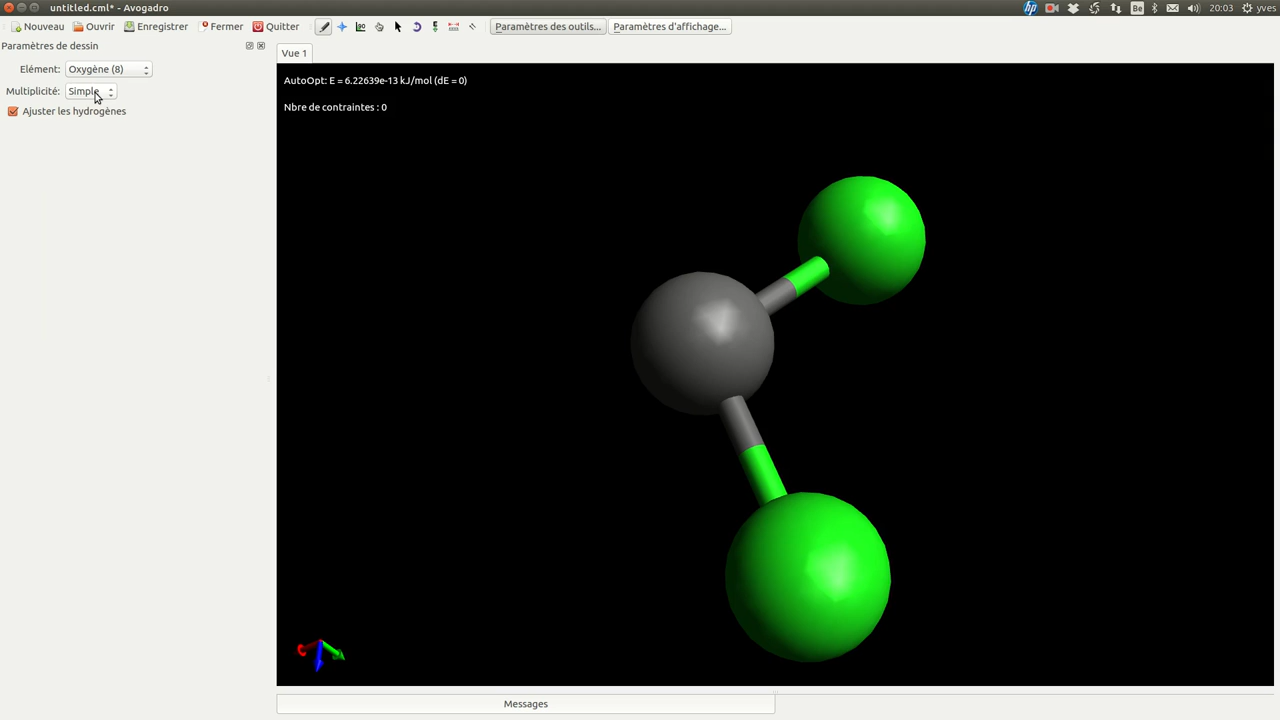 untitled.cml* - Avogadro
Be
20:03
yves
Nouveau
Ouvrir
Enregistrer
Fermer
Quitter
Paramètres des outils...
Paramètres d'affichage...
Paramètres de dessin
Vue 1
Elément:
Oxygène (8)
Multiplicité:
Simple
Ajuster les hydrogènes
AutoOpt: E = 6.22639e-13 kJ/mol (dE = 0)
Nbre de contraintes : 0
Messages